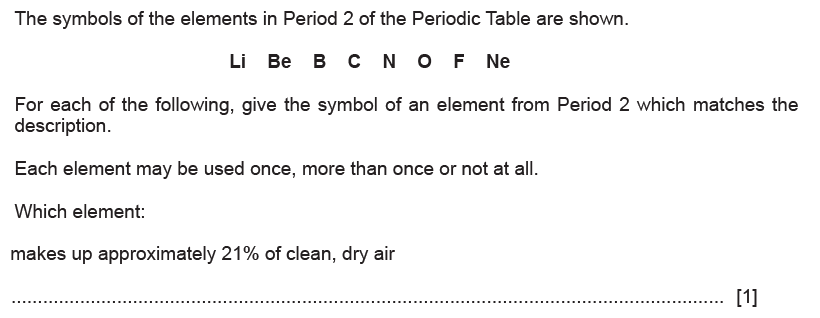 The symbols of the elements in Period 2 of the Periodic Table are shown.
Li Be B C N O F Ne
For each of the following, give the symbol of an element from Period 2 which matches the
description.
Each element may be used once, more than once or not at all.
Which element:
makes up approximately 21% of clean, dry air
.......................................................................................................................................... [1]